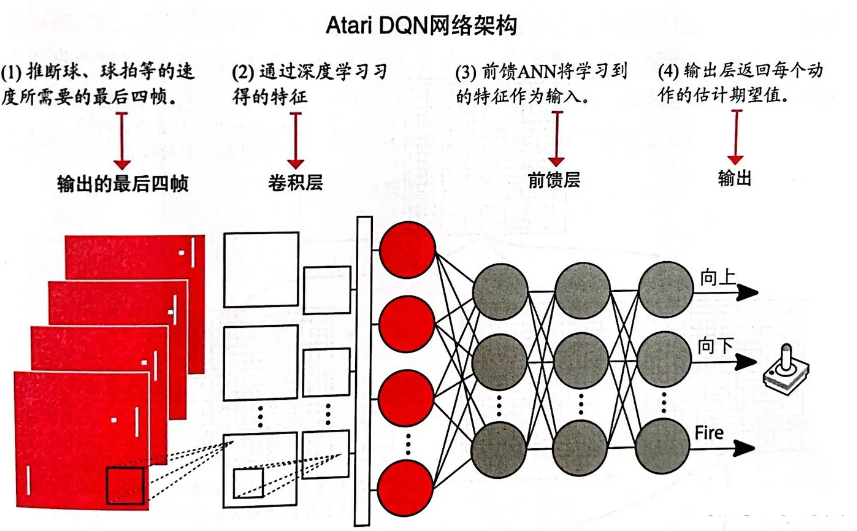 Atari DQN网络架构
(1) 推断球、球拍等的速
度所需要的最后四帧。
(2) 通过深度学习习
得的特征
(3) 前馈ANN将学习到
的特征作为输入。
(4) 输出层返回每个动
作的估计期望值。
输出的最后四帧
卷积层
前馈层
输出
向上
向下
Fire